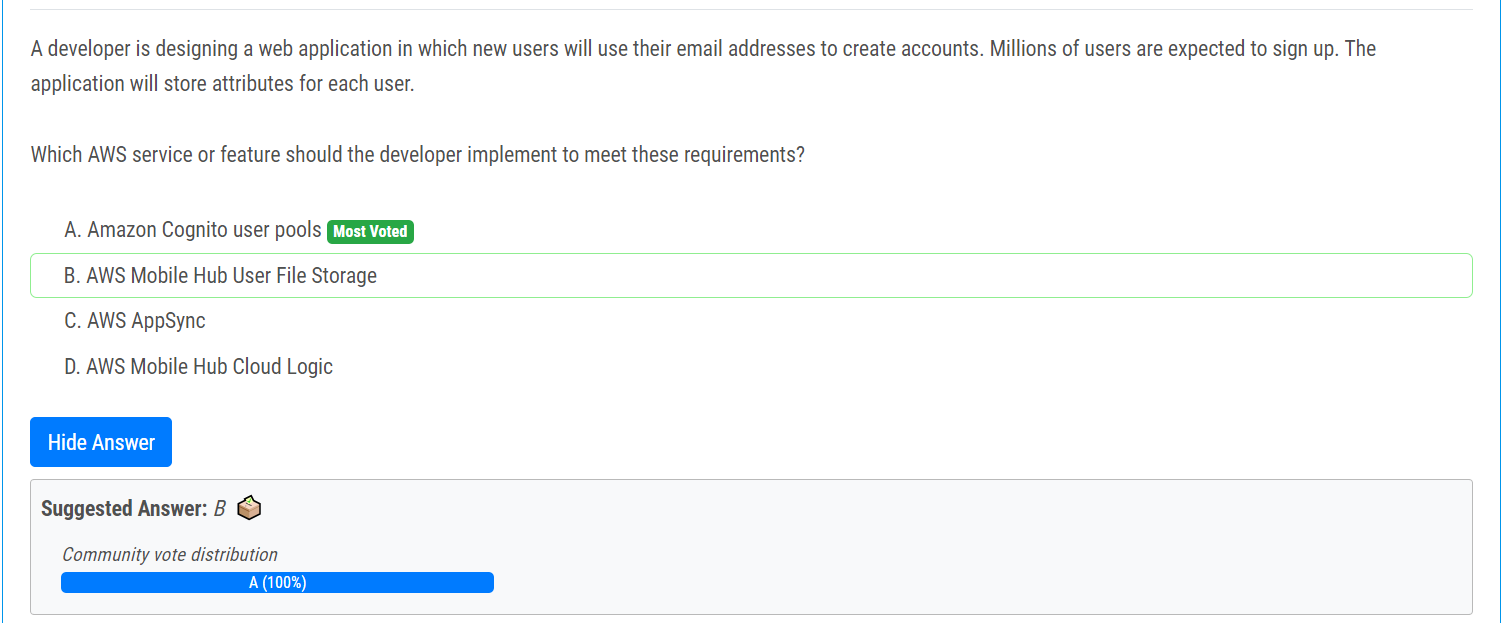 A developer is designing a web application in which new users will use their email addresses to create accounts. Millions of users are expected to sign up. The
application will store attributes for each user.
Which AWS service or feature should the developer implement to meet these requirements?
A. Amazon Cognito user pools Most Voted
B. AWS Mobile Hub User File Storage
C. AWS AppSync
D. AWS Mobile Hub Cloud Logic
Hide Answer
Suggested Answer: B
Community vote distribution
A (100%)